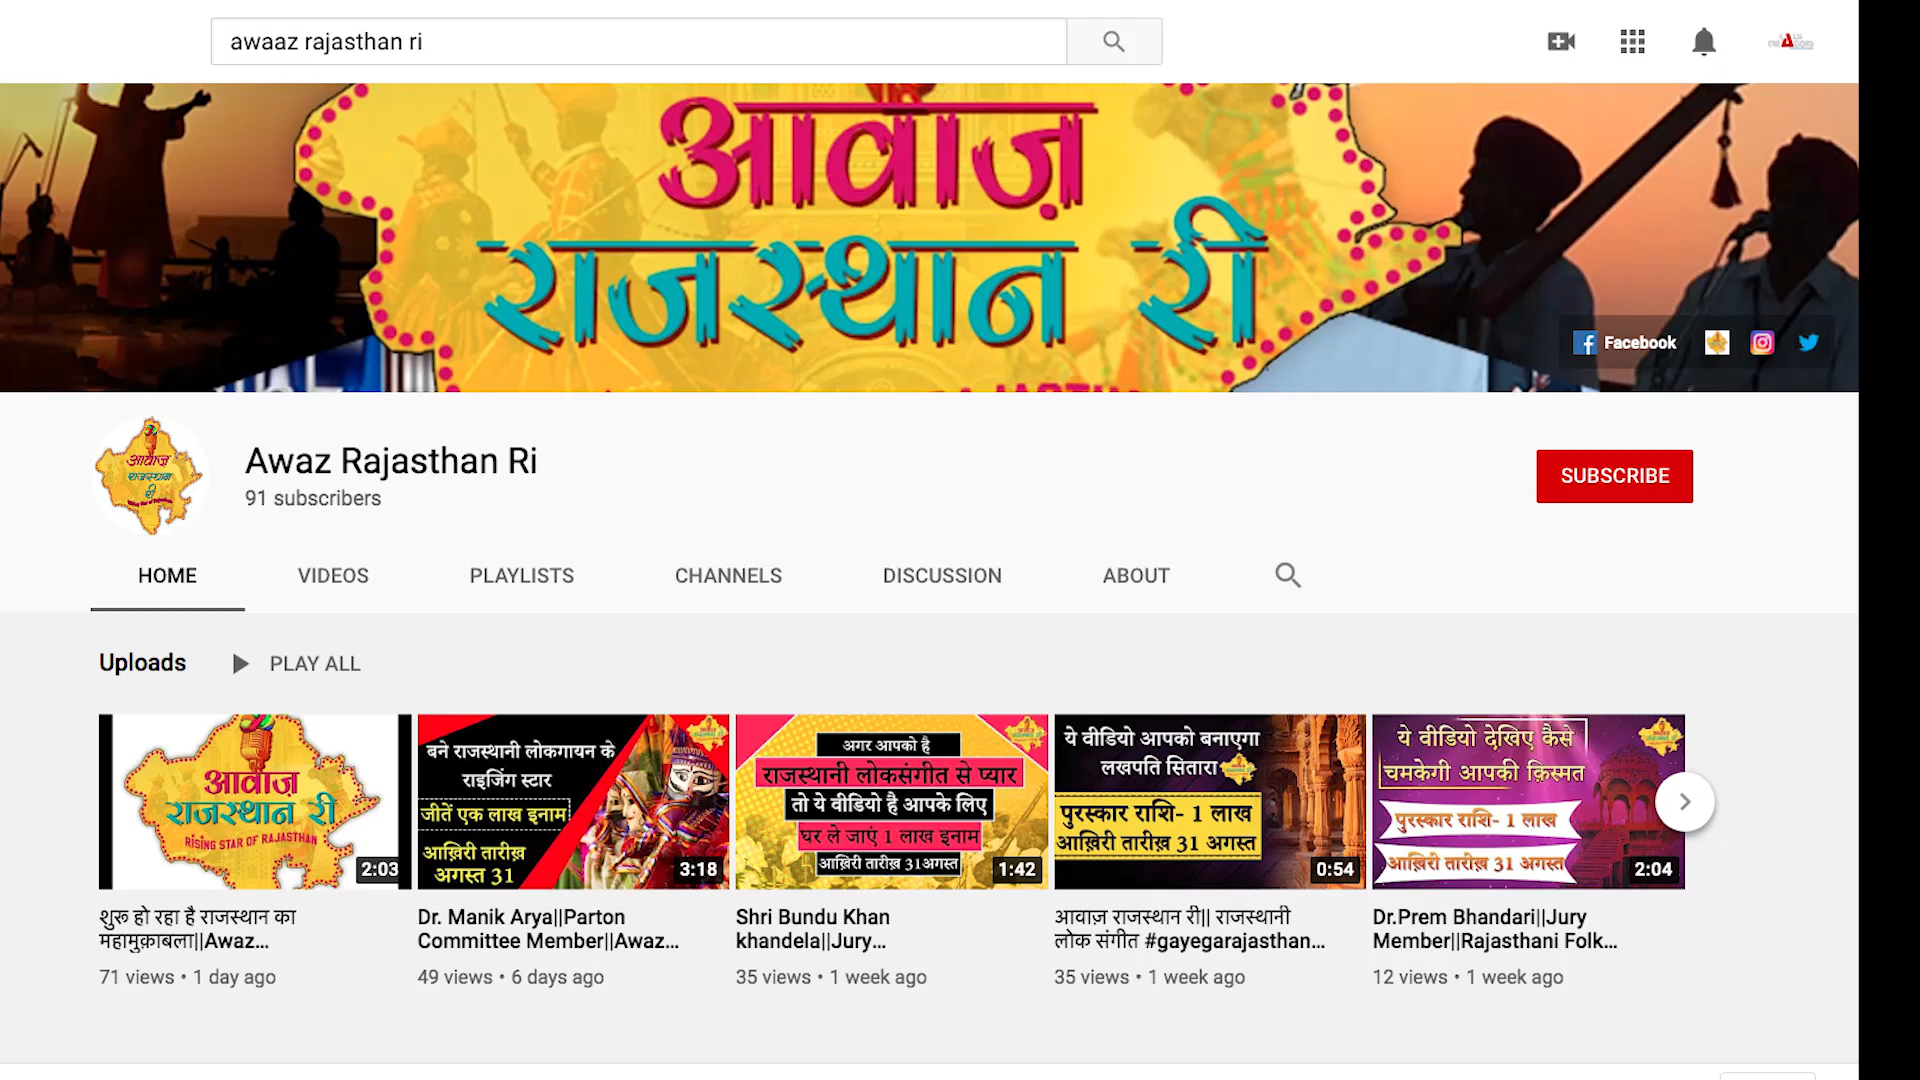 awaaz rajasthan ri
आवाज़
राजस्थान री
Facebook
आवाज़
राजस्थान
री
Awaz Rajasthan Ri
91 subscribers
SUBSCRIBE
HOME VIDEOS PLAYLISTS CHANNELS DISCUSSION ABOUT
Uploads PLAY ALL
आवाज़
राजस्थान री
RISING STAR OF RAJASTHAN
2:03
बने राजस्थानी लोकगायन के
राइजिंग स्टार
जीतें एक लाख इनाम
आख़िरी तारीख़
अगस्त 31
3:18
अगर आपको है
राजस्थानी लोकसंगीत से प्यार
तो ये वीडियो है आपके लिए
घर ले जाएं 1 लाख इनाम
आख़िरी तारीख़ 31अगस्त
1:42
ये वीडियो आपको बनाएगा
लखपति सितारा
पुरस्कार राशि- 1 लाख
आख़िरी तारीख़ 31 अगस्त
0:54
ये वीडियो देखिए कैसे
चमकेगी आपकी क़िस्मत
पुरस्कार राशि- 1 लाख
आख़िरी तारीख़ 31 अगस्त
2:04
शुरू हो रहा है राजस्थान का
महामुक़ाबला||Awaz...
71 views • 1 day ago
Dr. Manik Arya||Parton
Committee Member||Awaz...
49 views • 6 days ago
Shri Bundu Khan
khandela||Jury...
35 views • 1 week ago
आवाज़ राजस्थान री|| राजस्थानी
लोक संगीत #gayegarajasthan...
35 views • 1 week ago
Dr.Prem Bhandari||Jury
Member||Rajasthani Folk...
12 views • 1 week ago